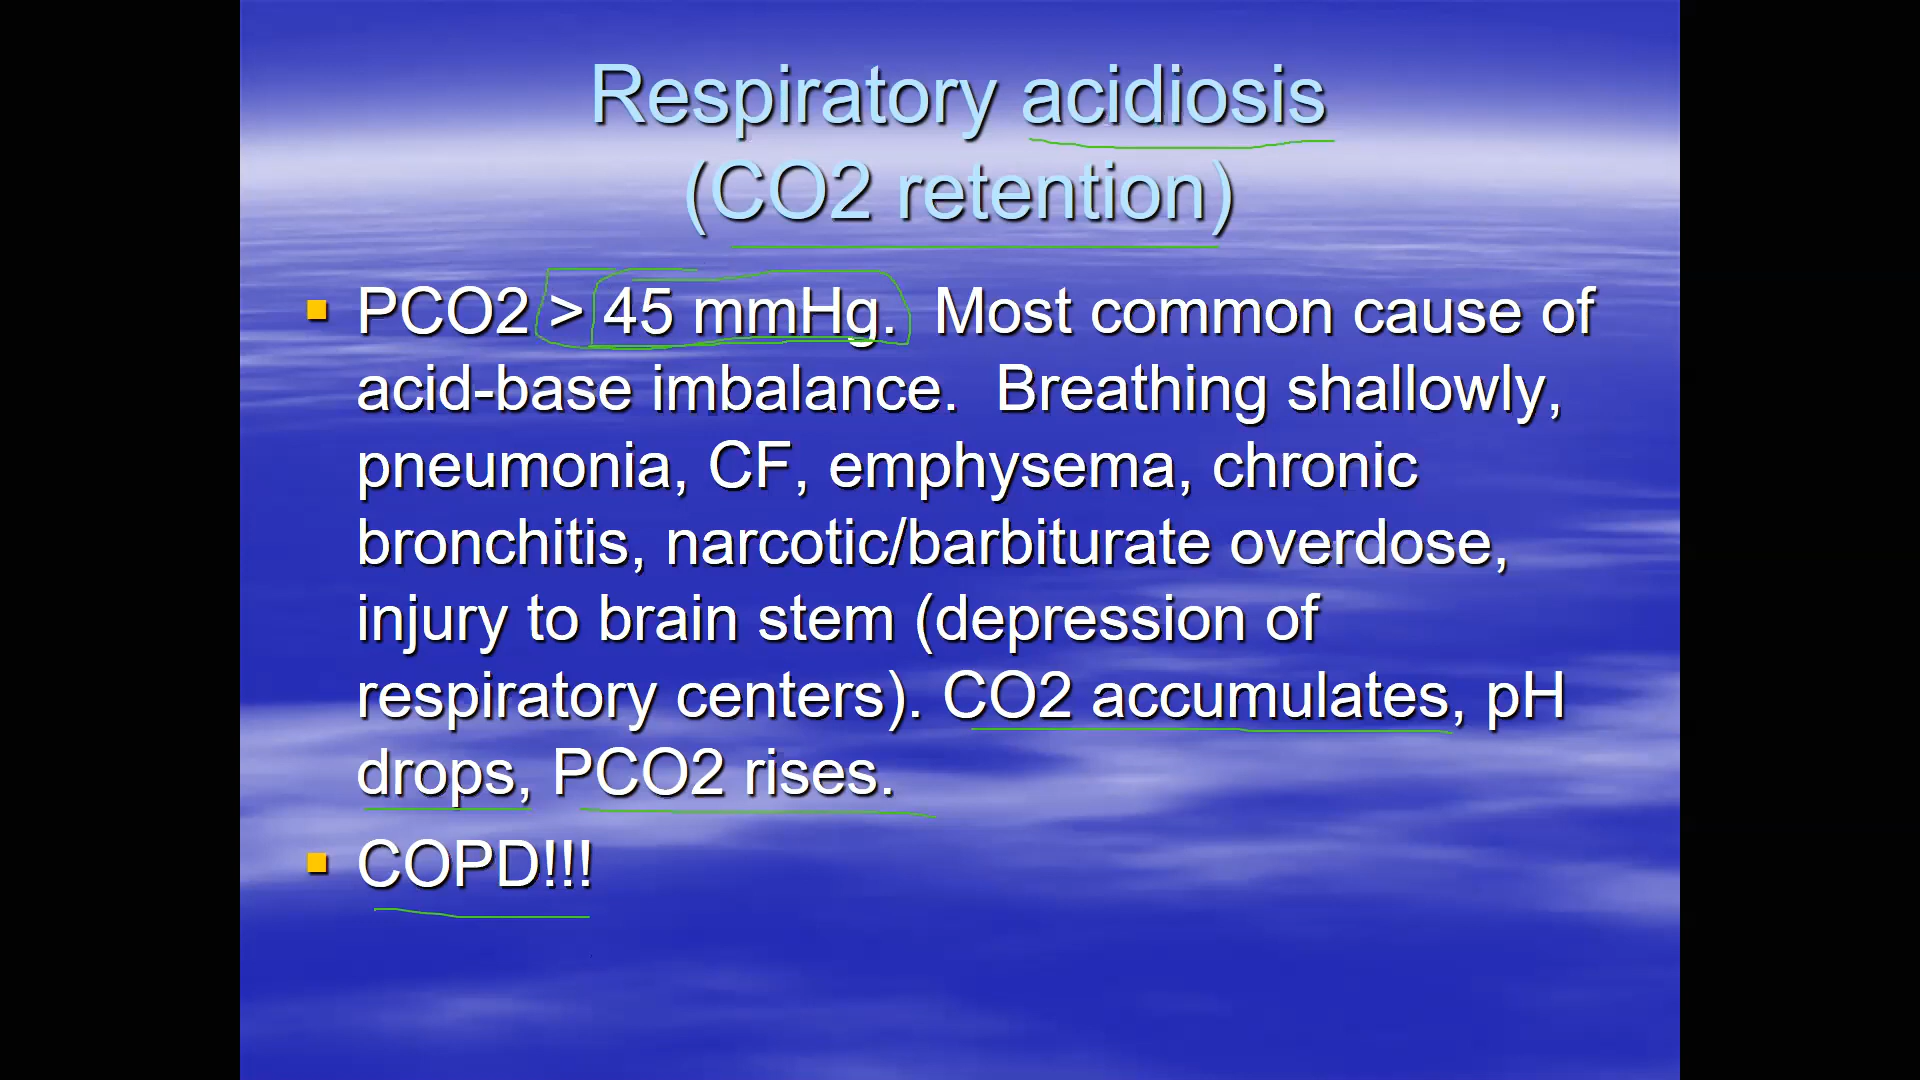 Respiratory acidiosis
(CO2 retention)
PCO2 > 45 mmHg.  Most common cause of
acid-base imbalance.  Breathing shallowly,
pneumonia, CF, emphysema, chronic
bronchitis, narcotic/barbiturate overdose,
injury to brain stem (depression of
respiratory centers). CO2 accumulates, pH
drops, PCO2 rises.
COPD!!!